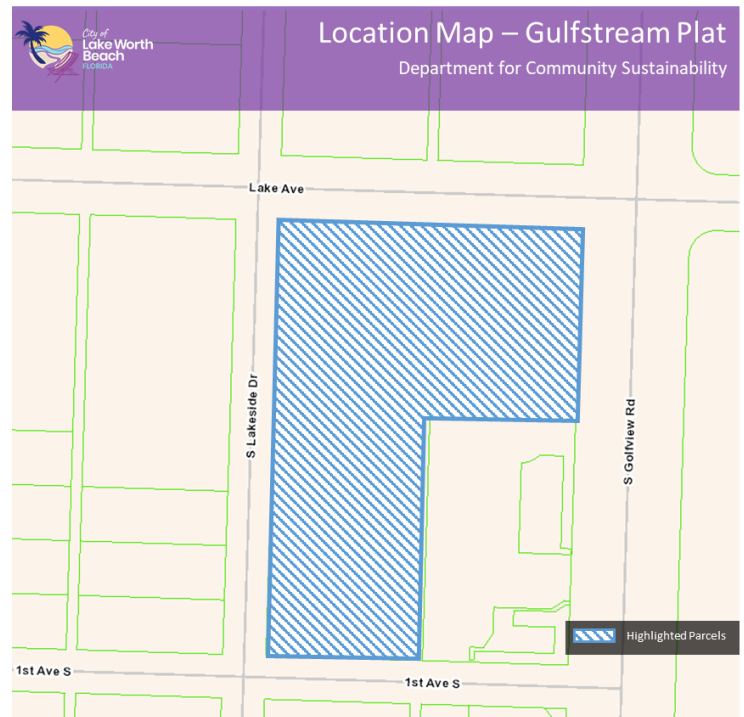 City of
Lake Worth
Beach
FLORIDA
Location Map – Gulfstream Plat
Department for Community Sustainability
Lake Ave
S Lakeside Dr
S Golfview Rd
Highlighted Parcels
1st Ave S
1st Ave S